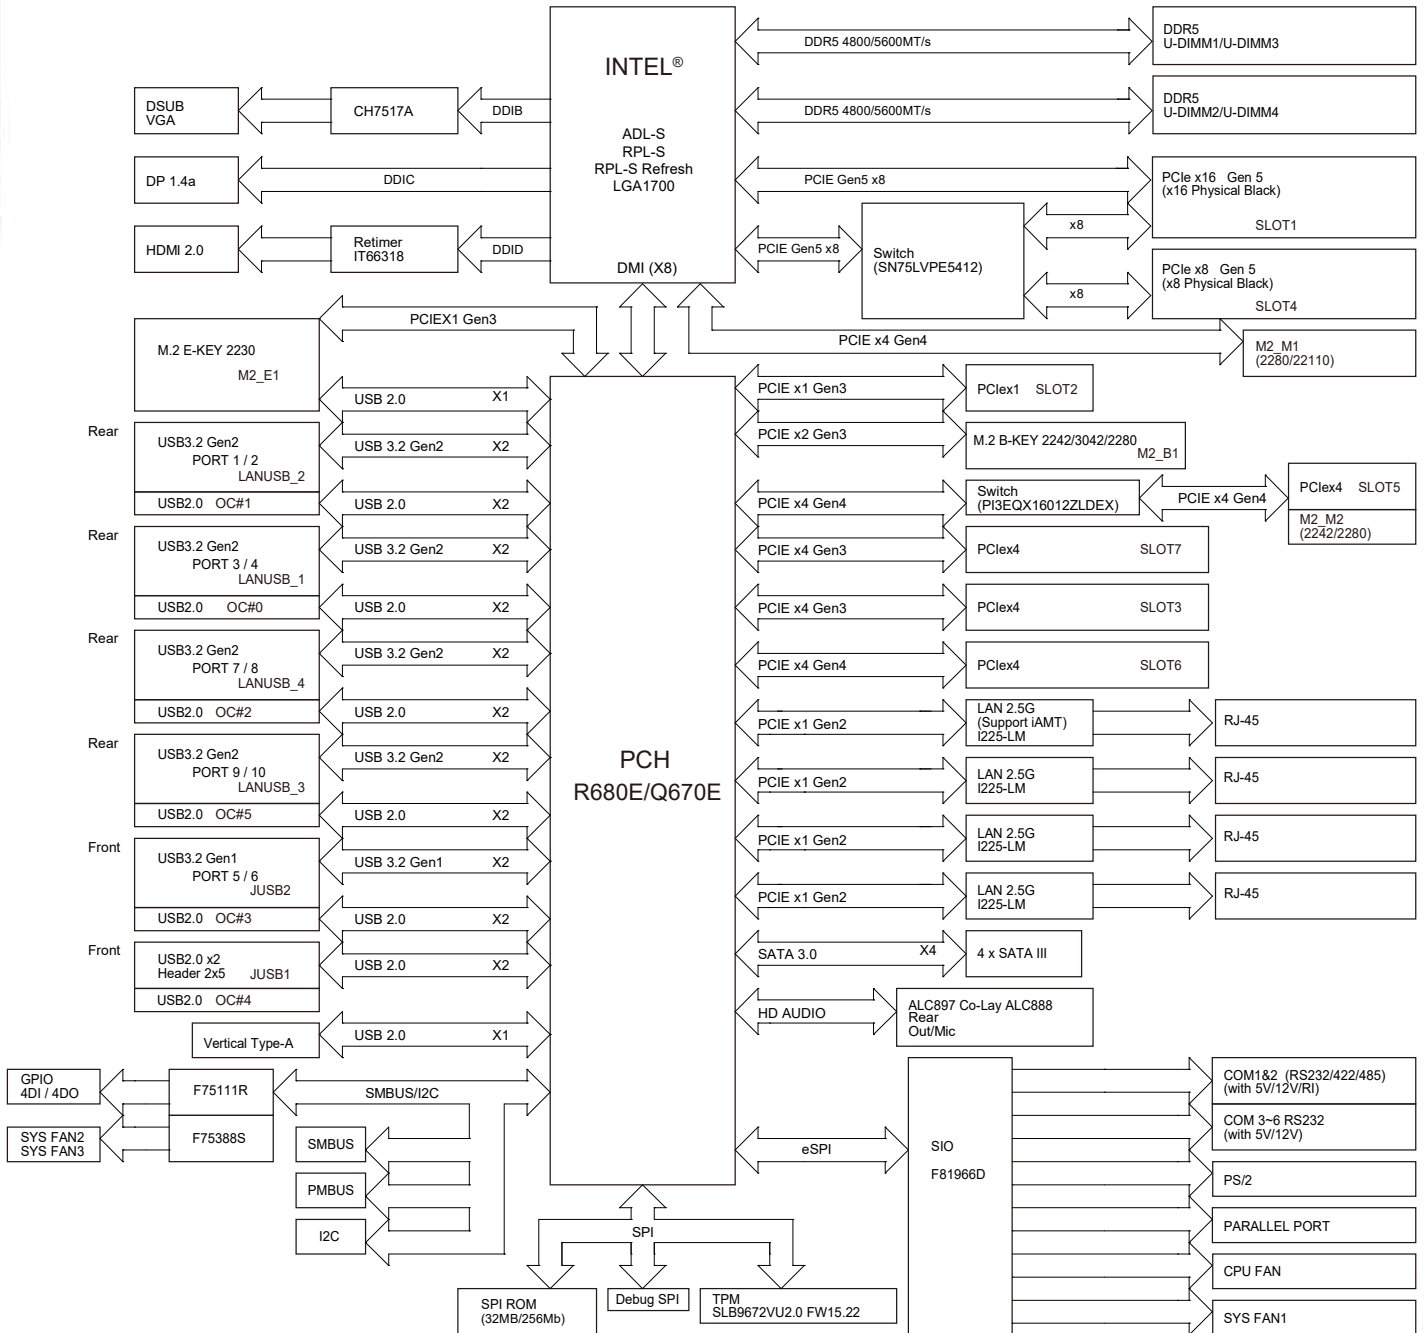 INTEL®
ADL-S
RPL-S
RPL-S Refresh
LGA1700
DMI (X8)
DDR5 4800/5600MT/s
DDR5
U-DIMM1/U-DIMM3
DDR5 4800/5600MT/s
DDR5
U-DIMM2/U-DIMM4
DSUB
VGA
CH7517A
DDIB
DP 1.4a
DDIC
HDMI 2.0
Retimer
IT66318
DDID
PCIE Gen5 x8
PCIe x16 Gen 5
(x16 Physical Black)
SLOT1
PCIE Gen5 x8
Switch
(SN75LVPE5412)
x8
x8
PCIe x8 Gen 5
(x8 Physical Black)
SLOT4
PCIEX1 Gen3
PCIE x4 Gen4
M2_M1
(2280/22110)
M.2 E-KEY 2230
M2_E1
USB 2.0 X1
Rear
USB3.2 Gen2
PORT 1 / 2
LANUSB_2
USB2.0 OC#1
USB 3.2 Gen2 X2
USB 2.0 X2
Rear
USB3.2 Gen2
PORT 3 / 4
LANUSB_1
USB2.0 OC#0
USB 3.2 Gen2 X2
USB 2.0 X2
Rear
USB3.2 Gen2
PORT 7 / 8
LANUSB_4
USB2.0 OC#2
USB 3.2 Gen2 X2
USB 2.0 X2
Rear
USB3.2 Gen2
PORT 9 / 10
LANUSB_3
USB2.0 OC#5
USB 3.2 Gen2 X2
USB 2.0 X2
Front
USB3.2 Gen1
PORT 5 / 6
JUSB2
USB2.0 OC#3
USB 3.2 Gen1 X2
USB 2.0 X2
Front
USB2.0 x2
Header 2x5 JUSB1
USB2.0 OC#4
USB 2.0 X2
Vertical Type-A
USB 2.0 X1
PCH
R680E/Q670E
PCIE x1 Gen3
PCIex1 SLOT2
PCIE x2 Gen3
M.2 B-KEY 2242/3042/2280
M2_B1
PCIE x4 Gen4
Switch
(PI3EQX16012ZLDEX)
PCIE x4 Gen4
PCIex4 SLOT5
M2_M2
(2242/2280)
PCIE x4 Gen3
PCIex4 SLOT7
PCIE x4 Gen3
PCIex4 SLOT3
PCIE x4 Gen4
PCIex4 SLOT6
PCIE x1 Gen2
LAN 2.5G
(Support iAMT)
I225-LM
RJ-45
PCIE x1 Gen2
LAN 2.5G
I225-LM
RJ-45
PCIE x1 Gen2
LAN 2.5G
I225-LM
RJ-45
PCIE x1 Gen2
LAN 2.5G
I225-LM
RJ-45
SATA 3.0 X4
4 x SATA III
HD AUDIO
ALC897 Co-Lay ALC888
Rear
Out/Mic
GPIO
4DI / 4DO
F75111R
SMBUS/I2C
SYS FAN2
SYS FAN3
F75388S
SMBUS
PMBUS
I2C
eSPI
SIO
F81966D
COM1&2 (RS232/422/485)
(with 5V/12V/RI)
COM 3~6 RS232
(with 5V/12V)
PS/2
PARALLEL PORT
CPU FAN
SYS FAN1
SPI
SPI ROM
(32MB/256Mb)
Debug SPI
TPM
SLB9672VU2.0 FW15.22